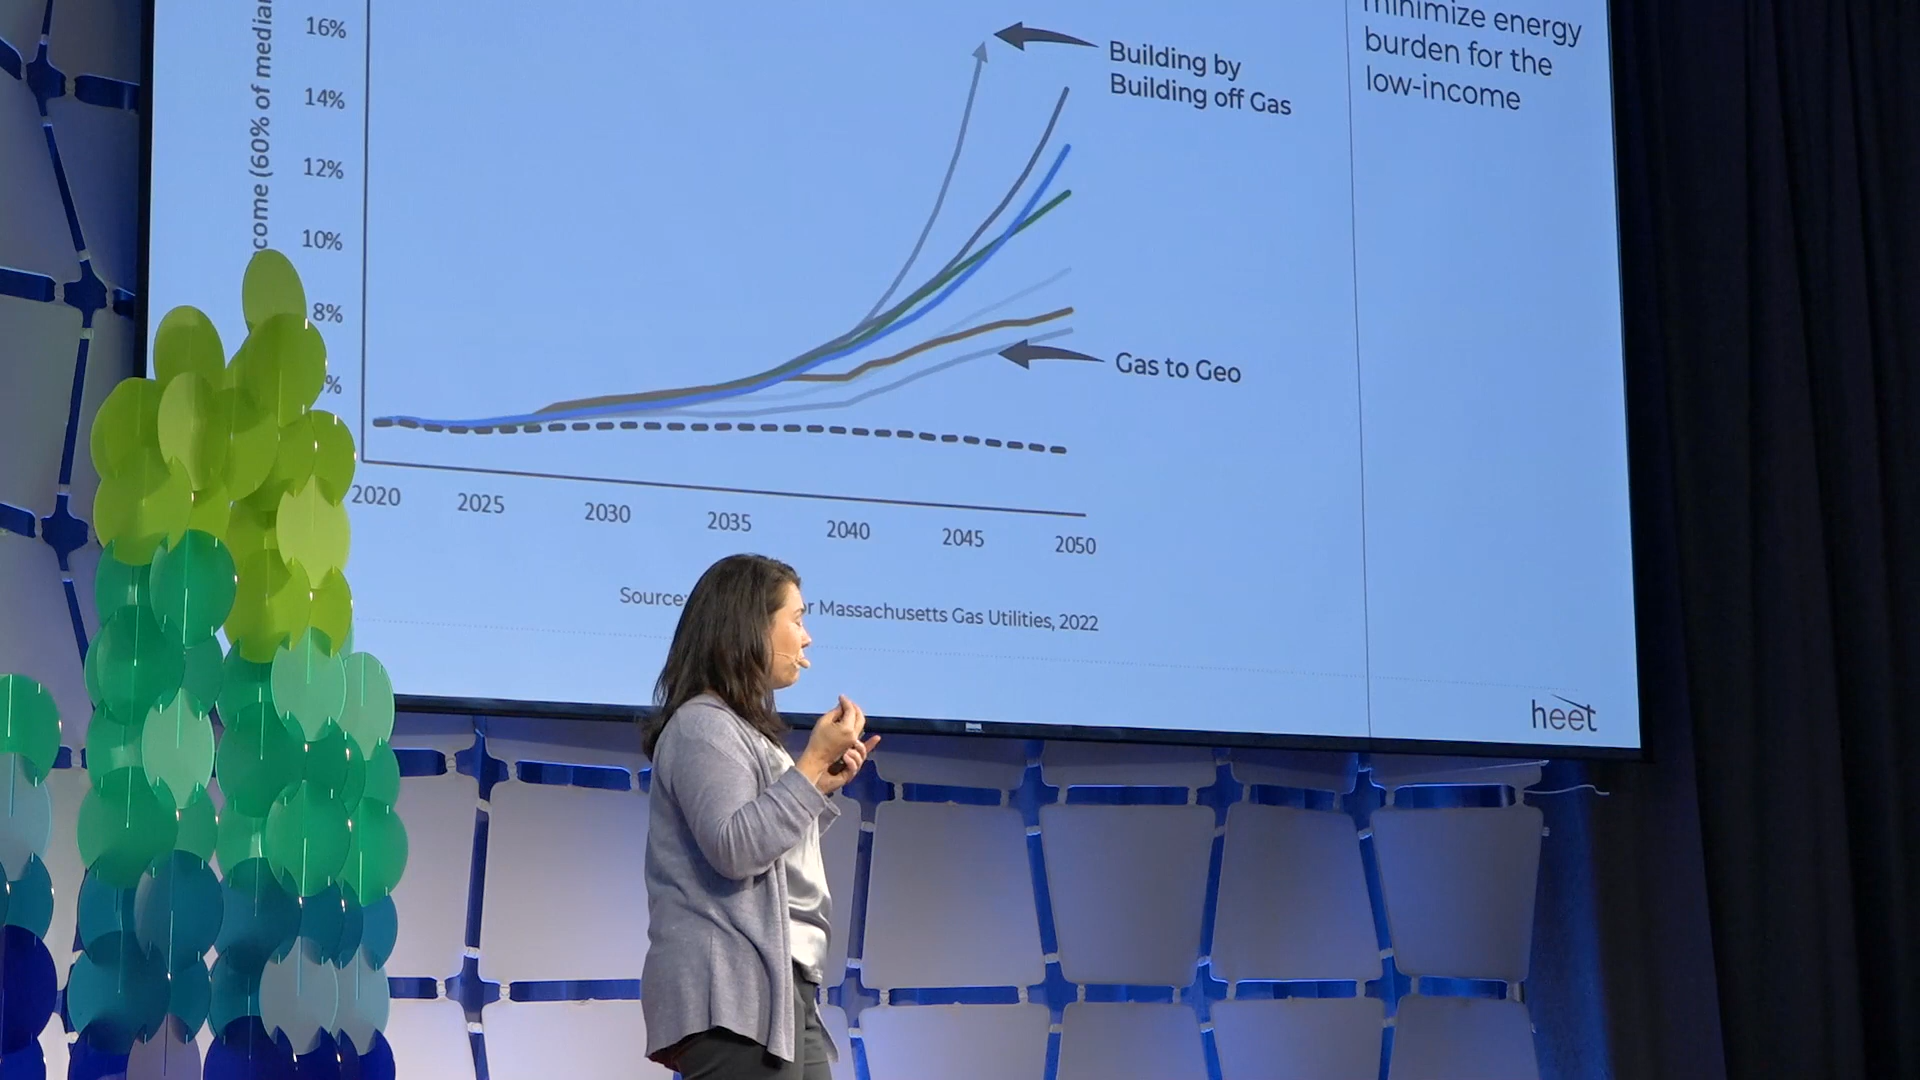 come (60% of median
16%
14%
12%
10%
8%
%
2020
2025
2030
2035
2040
2045
2050
Building by
Building off Gas
Gas to Geo
Source:
Massachusetts Gas Utilities, 2022
minimize energy
burden for the
low-income
heet